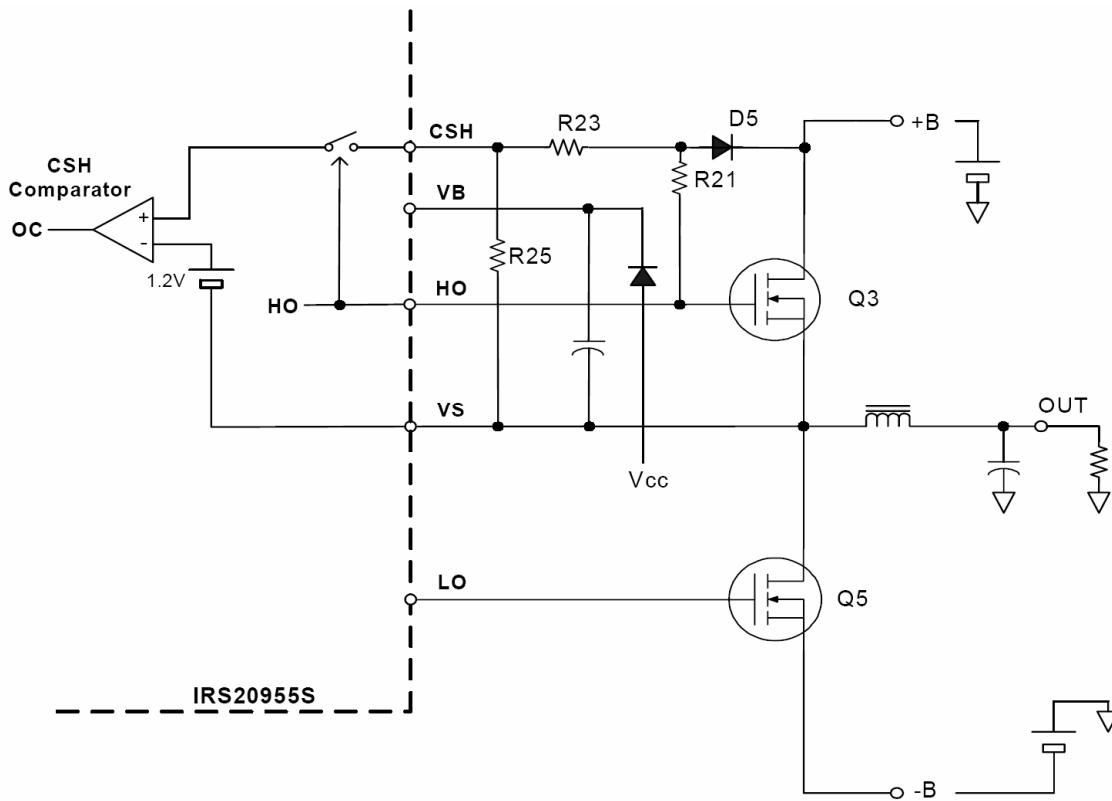 D5
R23
+B
CSH
CSH
Comparator
R21
VB
+
OC
-
R25
1.2V
HO
HO
Q3
VS
OUT
Vcc
LO
Q5
IRS20955S
-B